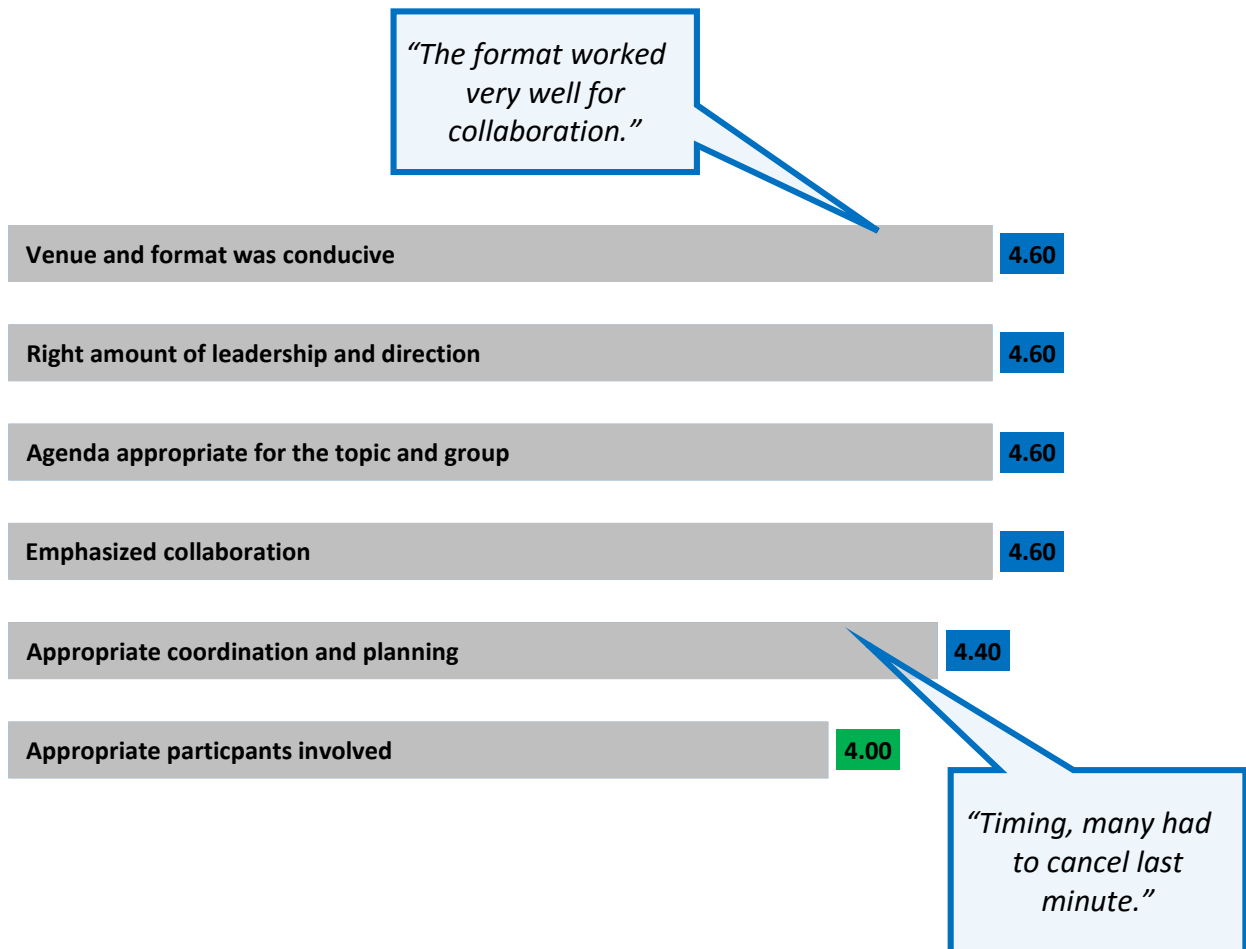 “The format worked
very well for
collaboration.”
Venue and format was conducive 4.60
Right amount of leadership and direction 4.60
Agenda appropriate for the topic and group 4.60
Emphasized collaboration 4.60
Appropriate coordination and planning 4.40
Appropriate particpants involved 4.00
“Timing, many had
to cancel last
minute.”